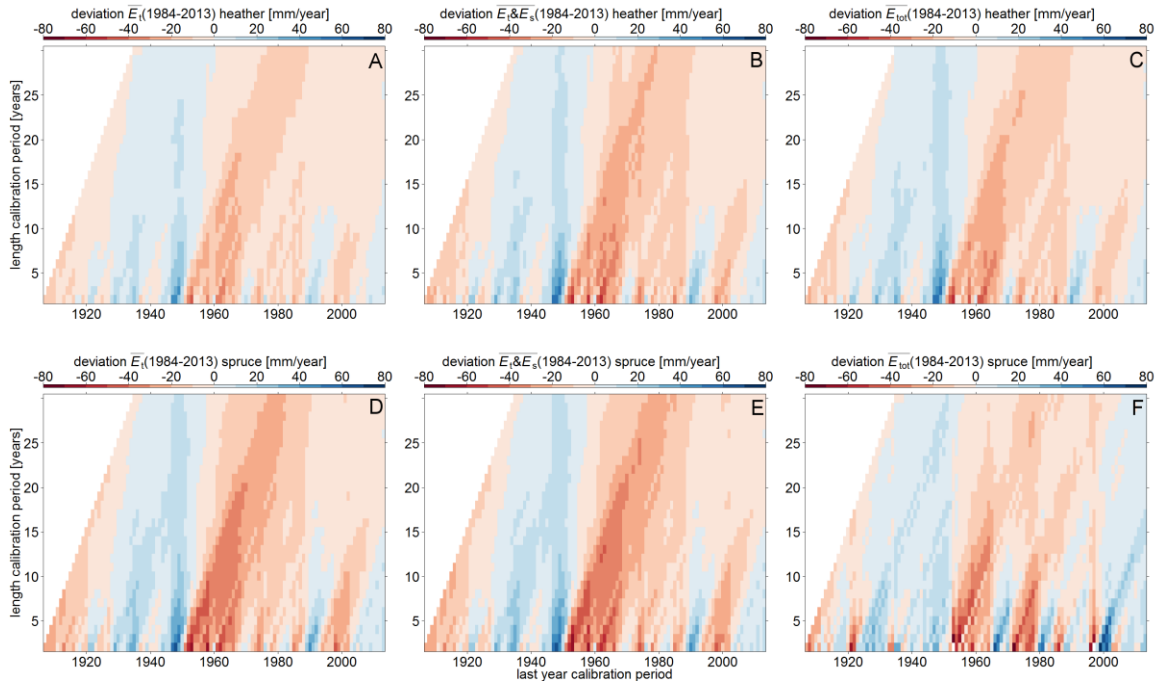 deviation E̅t̅(1984-2013) heather [mm/year]
-80 -60 -40 -20 0 20 40 60 80
A
25
20
15
10
5
length calibration period [years]
1920 1940 1960 1980 2000
deviation E̅t̅&E̅s̅(1984-2013) heather [mm/year]
-80 -60 -40 -20 0 20 40 60 80
B
25
20
15
10
5
1920 1940 1960 1980 2000
deviation E̅t̅o̅t̅(1984-2013) heather [mm/year]
-80 -60 -40 -20 0 20 40 60 80
C
25
20
15
10
5
1920 1940 1960 1980 2000
deviation E̅t̅(1984-2013) spruce [mm/year]
-80 -60 -40 -20 0 20 40 60 80
D
25
20
15
10
5
length calibration period [years]
1920 1940 1960 1980 2000
deviation E̅t̅&E̅s̅(1984-2013) spruce [mm/year]
-80 -60 -40 -20 0 20 40 60 80
E
25
20
15
10
5
1920 1940 1960 1980 2000
last year calibration period
deviation E̅t̅o̅t̅(1984-2013) spruce [mm/year]
-80 -60 -40 -20 0 20 40 60 80
F
25
20
15
10
5
1920 1940 1960 1980 2000